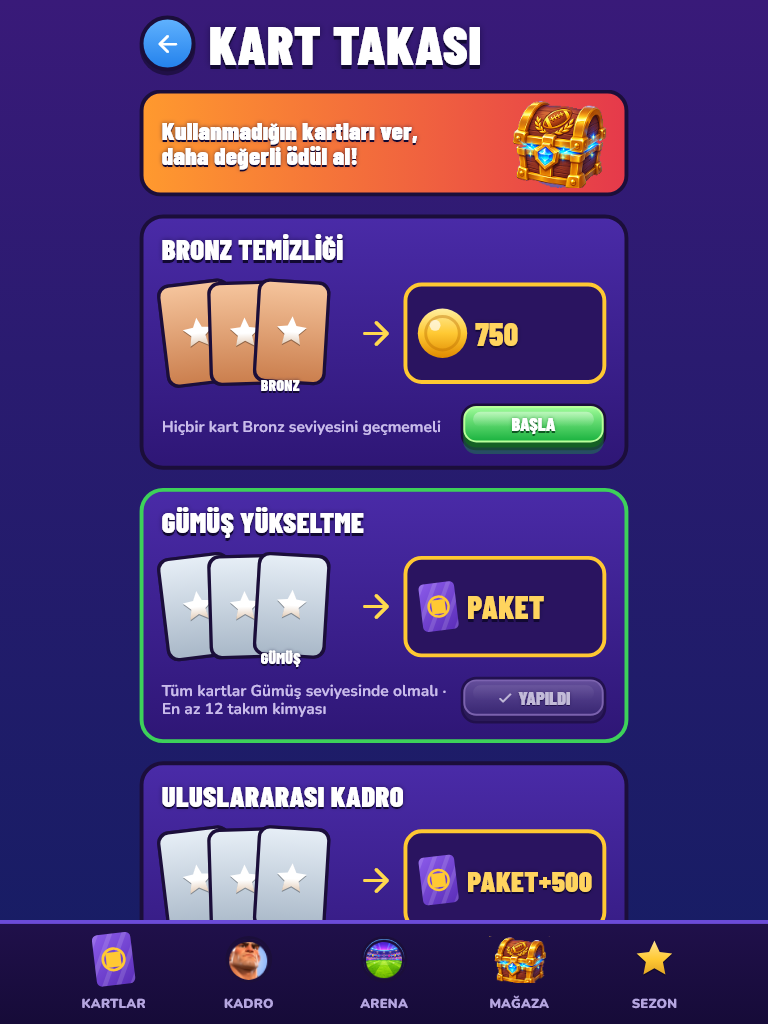 KART TAKASI
Kullanmadığın kartları ver,
daha değerli ödül al!
BRONZ TEMİZLİĞİ
750
BRONZ
Hiçbir kart Bronz seviyesini geçmemeli
BAŞLA
GÜMÜŞ YÜKSELTME
PAKET
GÜMÜŞ
Tüm kartlar Gümüş seviyesinde olmalı ·
En az 12 takım kimyası
YAPILDI
ULUSLARARASI KADRO
PAKET+500
KARTLAR
KADRO
ARENA
MAĞAZA
SEZON